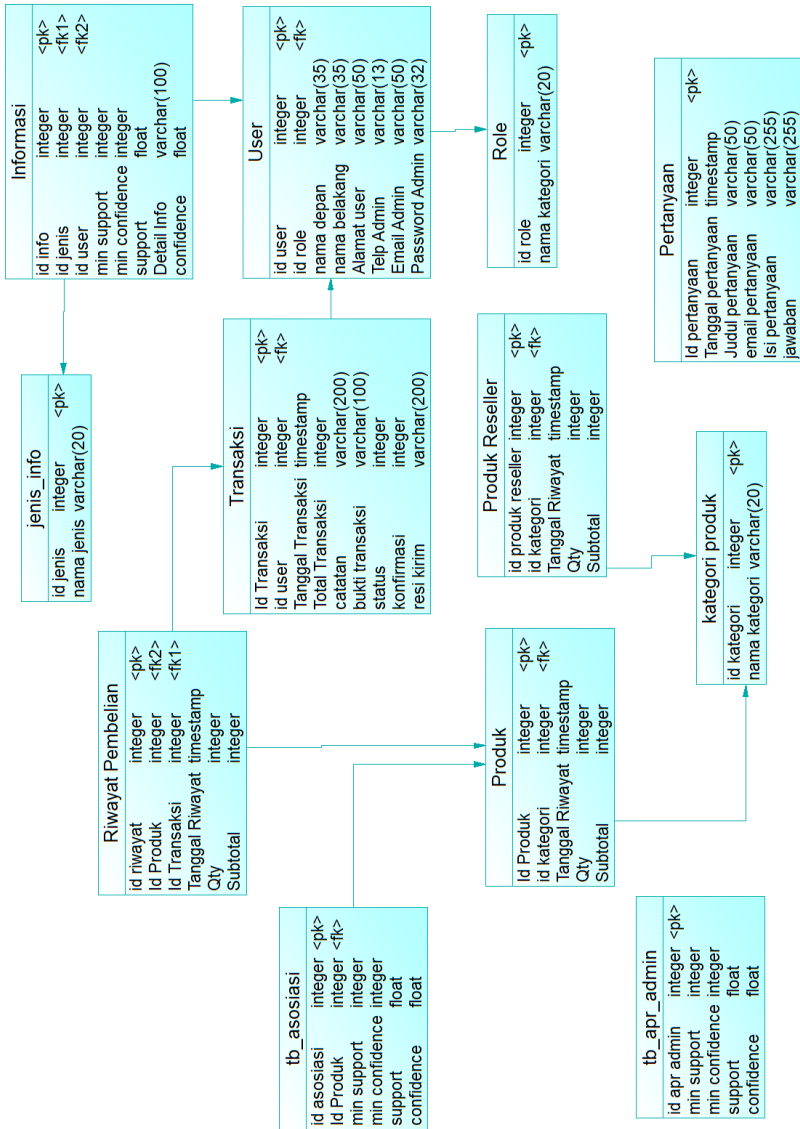 Informasi
id info integer <pk>
id jenis integer <fk1>
id user integer <fk2>
min support integer
min confidence integer
support float
Detail Info varchar(100)
confidence float
User
id user integer <pk>
id role integer <fk>
nama depan varchar(35)
nama belakang varchar(35)
Alamat user varchar(50)
Telp Admin varchar(13)
Email Admin varchar(50)
Password Admin varchar(32)
Role
id role integer <pk>
nama kategori varchar(20)
Pertanyaan
Id pertanyaan integer <pk>
Tanggal pertanyaan timestamp
Judul pertanyaan varchar(50)
email pertanyaan varchar(50)
Isi pertanyaan varchar(255)
jawaban varchar(255)
jenis_info
id jenis integer <pk>
nama jenis varchar(20)
Transaksi
Id Transaksi integer <pk>
id user integer <fk>
Tanggal Transaksi timestamp
Total Transaksi integer
catatan varchar(200)
bukti transaksi varchar(100)
status integer
konfirmasi integer
resi kirim varchar(200)
Produk Reseller
id produk reseller integer <pk>
id kategori integer <fk>
Tanggal Riwayat timestamp
Qty integer
Subtotal integer
kategori produk
id kategori integer <pk>
nama kategori varchar(20)
Riwayat Pembelian
id riwayat integer <pk>
Id Produk integer <fk2>
Id Transaksi integer <fk1>
Tanggal Riwayat timestamp
Qty integer
Subtotal integer
Produk
Id Produk integer <pk>
id kategori integer <fk>
Tanggal Riwayat timestamp
Qty integer
Subtotal integer
tb_asosiasi
id asosiasi integer <pk>
Id Produk integer <fk>
min support integer
min confidence integer
support float
confidence float
tb_apr_admin
id apr admin integer <pk>
min support integer
min confidence integer
support float
confidence float